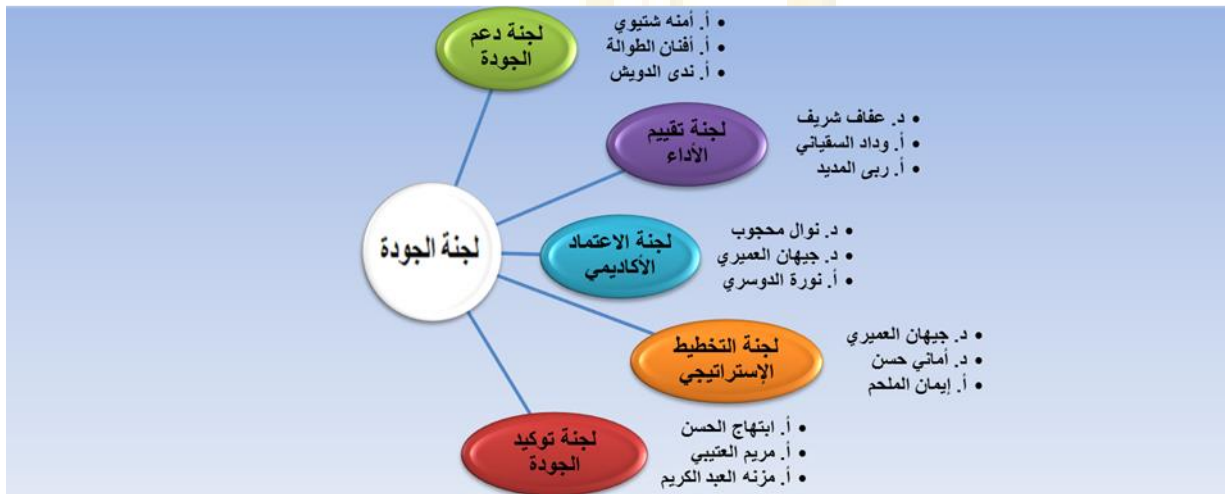 لجنة الجودة
لجنة دعم
الجودة
• أ. أمنه شتيوي
• أ. أفنان الطوالة
• أ. ندى الدويش
لجنة تقييم
الأداء
• د. عفاف شريف
• أ. وداد السقياني
• أ. ربى المديد
لجنة الاعتماد
الأكاديمي
• د. نوال محجوب
• د. جيهان العميري
• أ. نورة الدوسري
لجنة التخطيط
الإستراتيجي
• د. جيهان العميري
• د. أماني حسن
• أ. إيمان الملحم
لجنة توكيد
الجودة
• أ. ابتهاج الحسن
• أ. مريم العتيبي
• أ. مزنه العبد الكريم